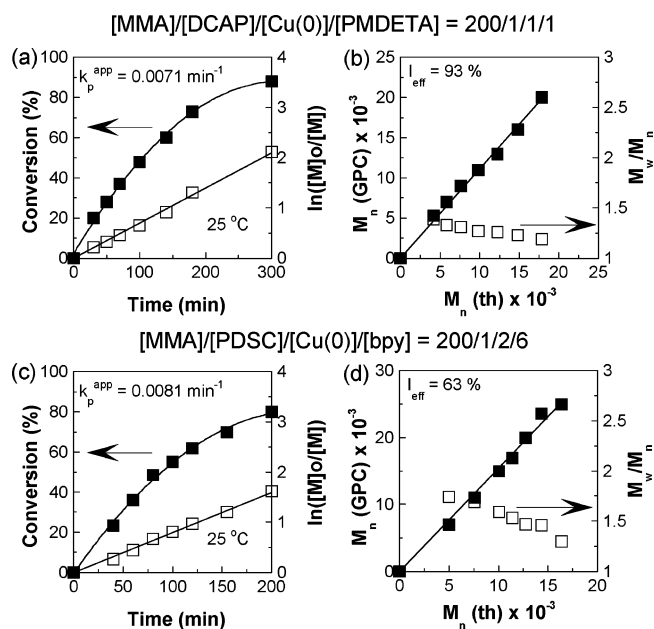 [MMA]/[DCAP]/[Cu(0)]/[PMDETA] = 200/1/1/1
(a)
k_p^app = 0.0071 min⁻¹
25 °C
Conversion (%)
100
80
60
40
20
0
ln([M]o/[M])
4
3
2
1
0
0 100 200 300
Time (min)
(b)
I_eff = 93 %
M_n (GPC) x 10⁻³
25
20
15
10
5
0
M_w/M_n
3
2.5
2
1.5
1
0 5 10 15 20 25
M_n (th) x 10⁻³
[MMA]/[PDSC]/[Cu(0)]/[bpy] = 200/1/2/6
(c)
k_p^app = 0.0081 min⁻¹
25 °C
Conversion (%)
100
80
60
40
20
0
ln([M]o/[M])
4
3
2
1
0
0 50 100 150 200
Time (min)
(d)
I_eff = 63 %
M_n (GPC) x 10⁻³
30
20
10
0
M_w/M_n
3
2.5
2
1.5
1
0 5 10 15 20
M_n (th) x 10⁻³